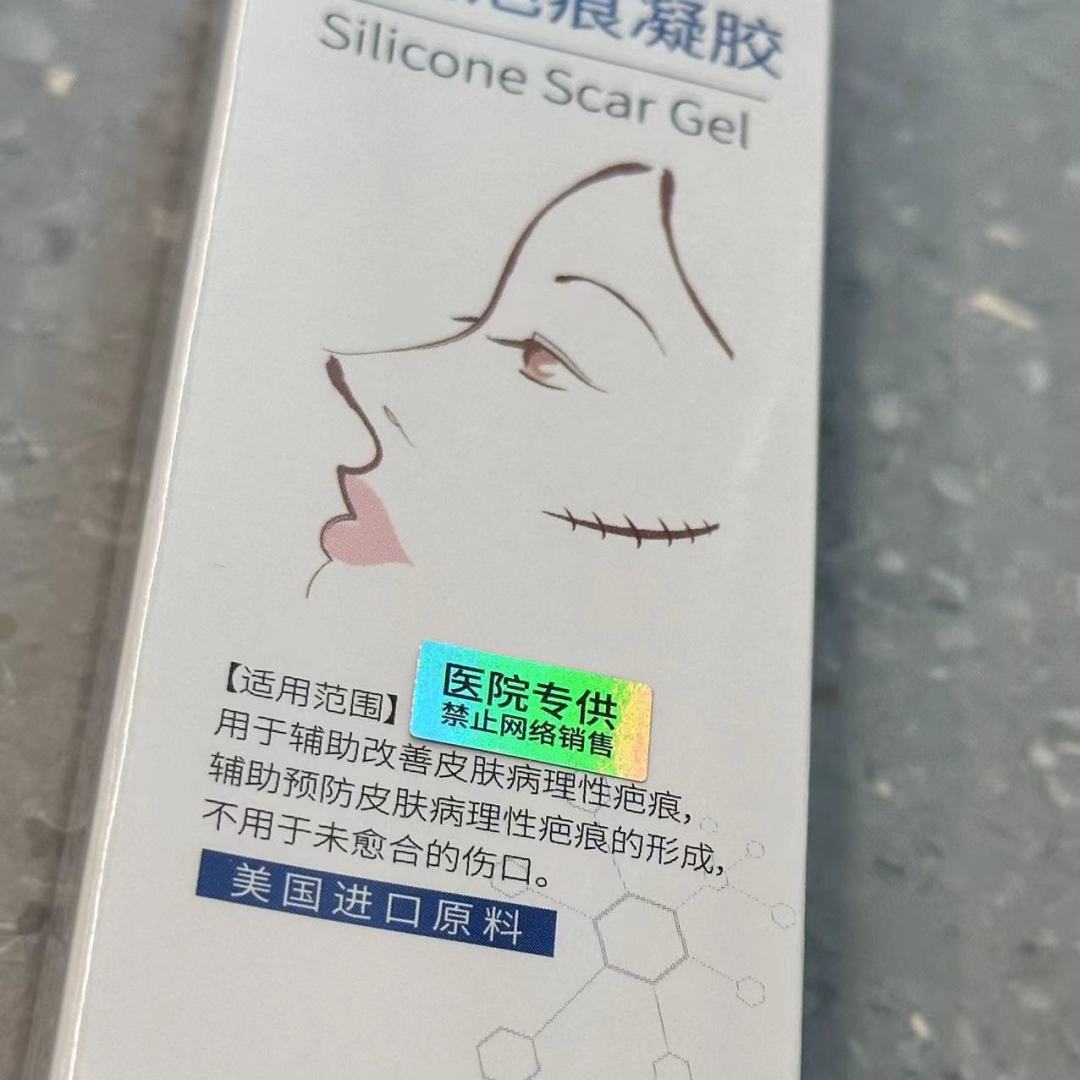 疤痕凝胶
Silicone Scar Gel
医院专供
禁止网络销售
【适用范围】
用于辅助改善皮肤病理性疤痕，
辅助预防皮肤病理性疤痕的形成，
不用于未愈合的伤口。
美国进口原料